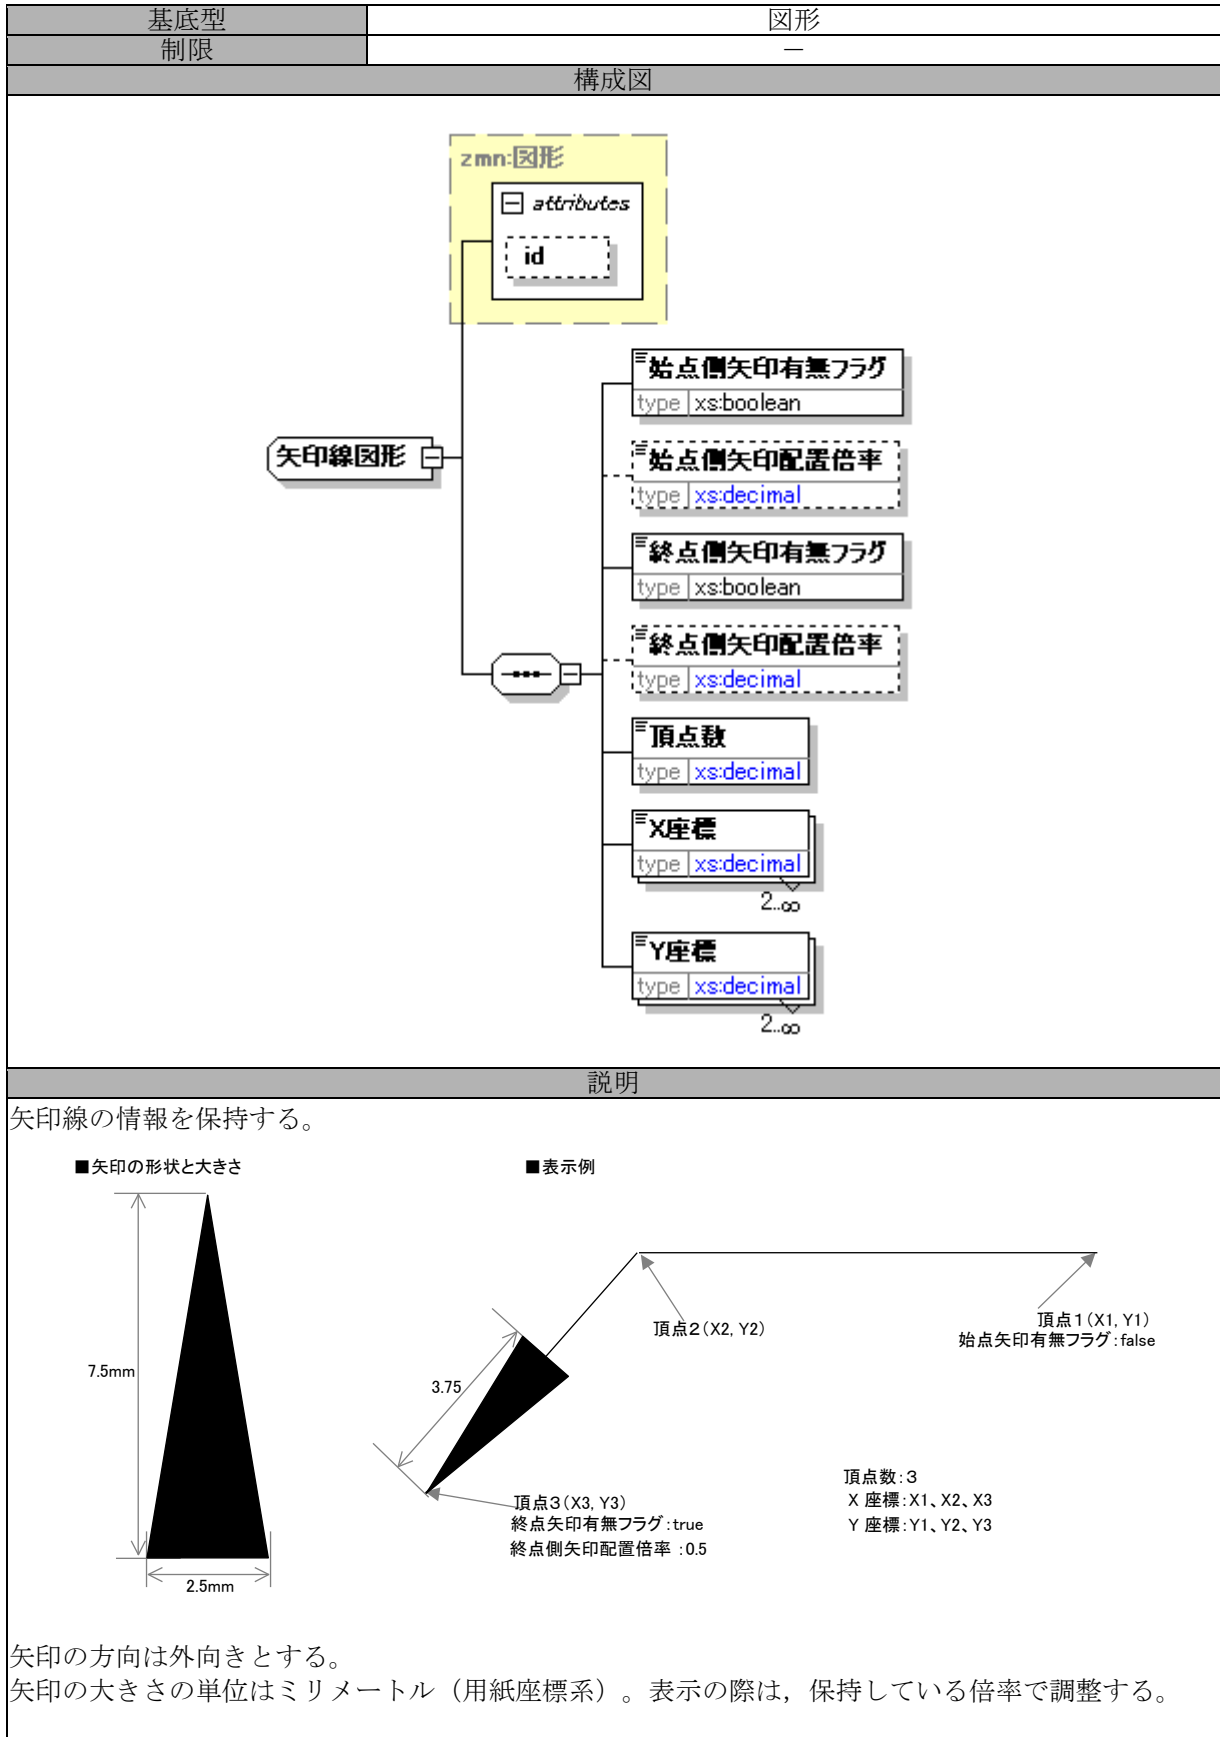 基底型 図形
制限 －
構成図
zmn:図形
attributes
id
矢印線図形
始点側矢印有無フラグ
type xs:boolean
始点側矢印配置倍率
type xs:decimal
終点側矢印有無フラグ
type xs:boolean
終点側矢印配置倍率
type xs:decimal
頂点数
type xs:decimal
X座標
type xs:decimal
2..∞
Y座標
type xs:decimal
2..∞
説明
矢印線の情報を保持する。
■矢印の形状と大きさ
7.5mm
2.5mm
■表示例
頂点2(X2, Y2)
頂点1(X1, Y1)
始点矢印有無フラグ:false
3.75
頂点3(X3, Y3)
終点矢印有無フラグ:true
終点側矢印配置倍率 :0.5
頂点数:3
X 座標:X1、X2、X3
Y 座標:Y1、Y2、Y3
矢印の方向は外向きとする。
矢印の大きさの単位はミリメートル（用紙座標系）。表示の際は，保持している倍率で調整する。